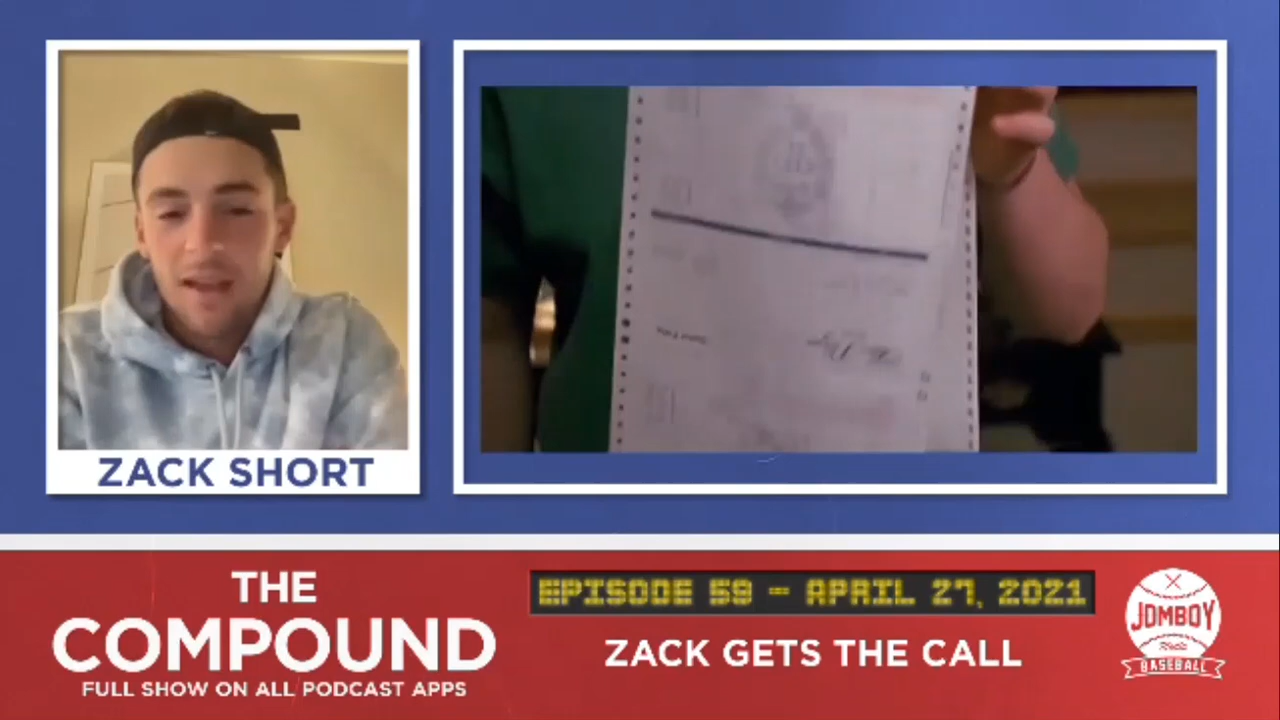 ZACK SHORT
THE
COMPOUND
FULL SHOW ON ALL PODCAST APPS
EPISODE 59 - APRIL 27, 2021
ZACK GETS THE CALL
JOMBOY
BASEBALL